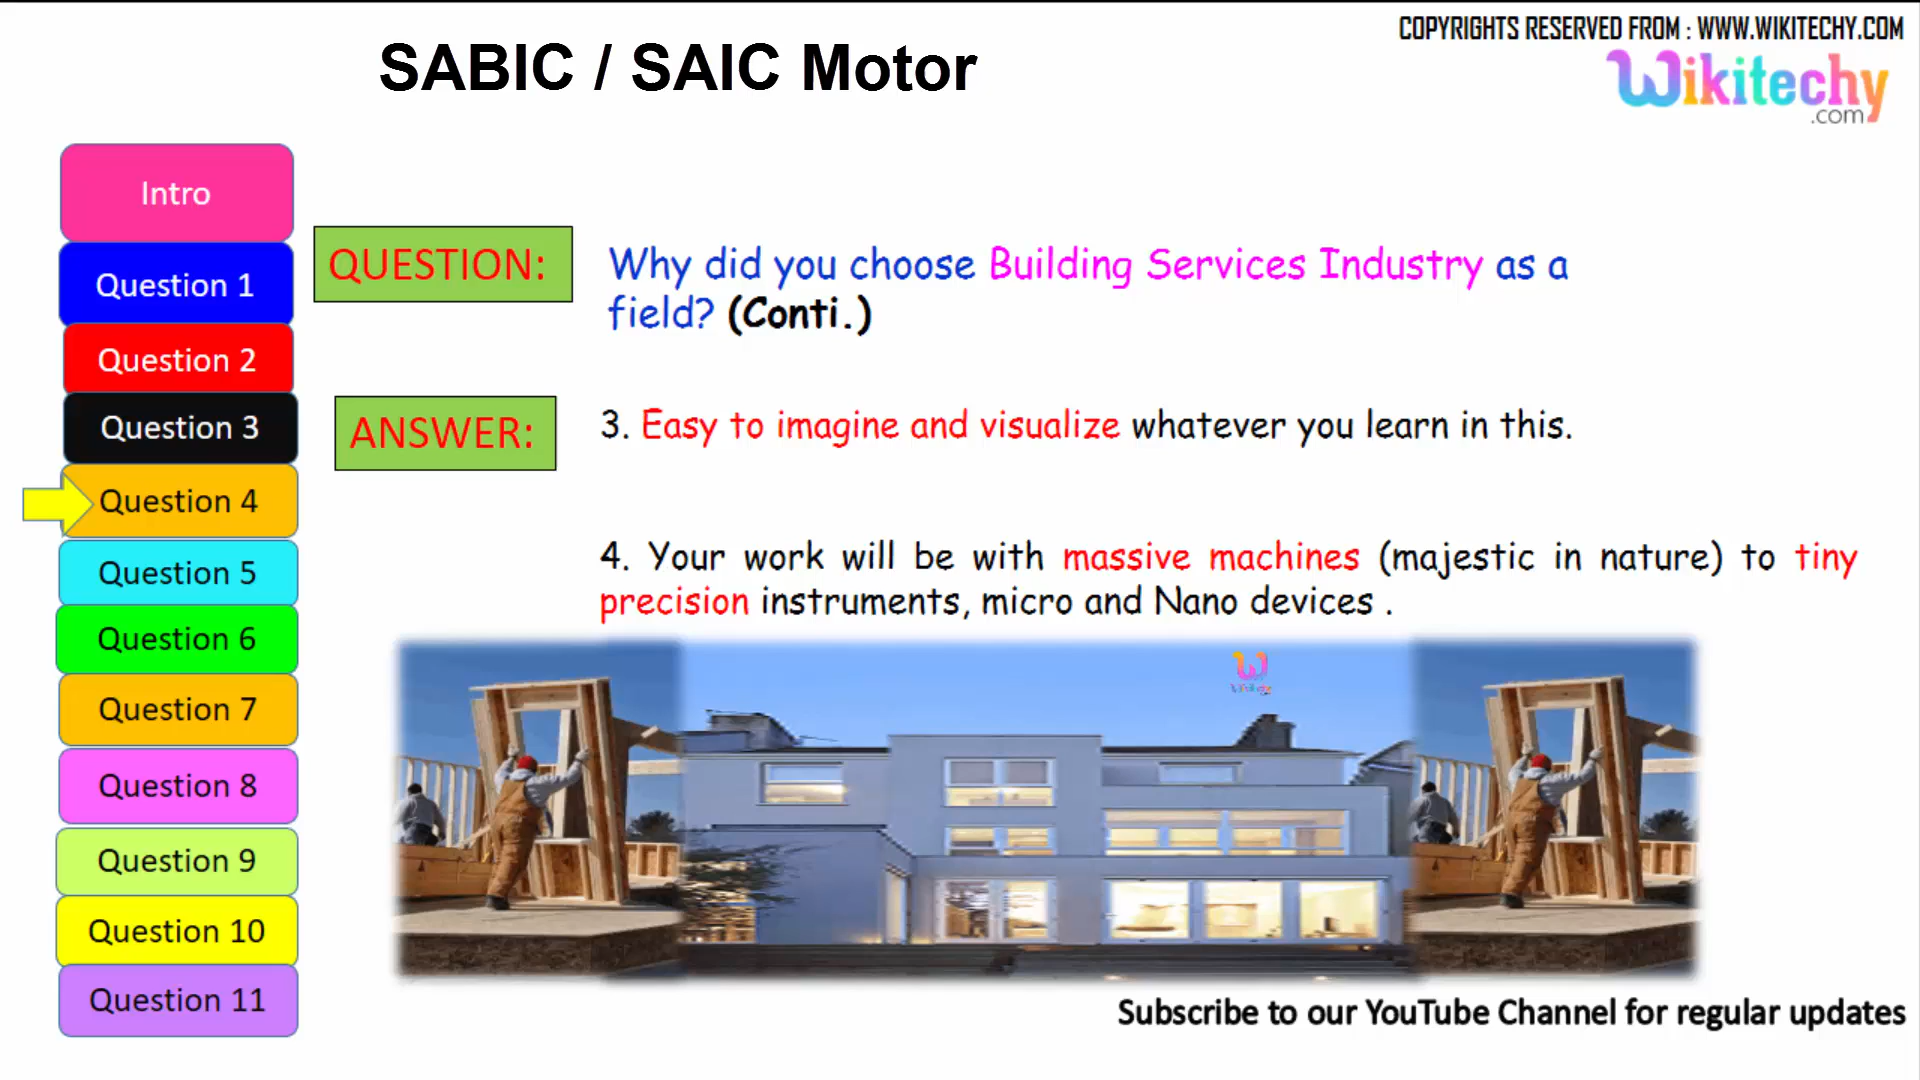 COPYRIGHTS RESERVED FROM : WWW.WIKITECHY.COM
SABIC / SAIC Motor
Wikitechy
.com
Intro
Question 1
Question 2
Question 3
Question 4
Question 5
Question 6
Question 7
Question 8
Question 9
Question 10
Question 11
QUESTION:
Why did you choose Building Services Industry as a
field? (Conti.)
ANSWER:
3. Easy to imagine and visualize whatever you learn in this.
4. Your work will be with massive machines (majestic in nature) to tiny
precision instruments, micro and Nano devices .
W
Wikitechy
Subscribe to our YouTube Channel for regular updates